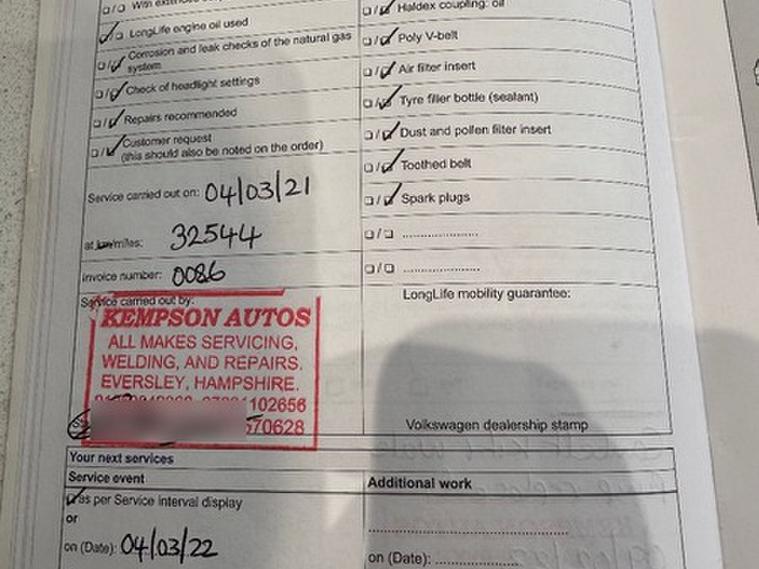 With
LongLife engine oil used
Corrosion and leak checks of the natural gas
system
Check of headlight settings
Repairs recommended
Customer request
(this should also be noted on the order)
Service carried out on: 04/03/21
at km/miles: 32544
Invoice number: 0086
Service carried out by:
KEMPSON AUTOS
ALL MAKES SERVICING,
WELDING, AND REPAIRS.
EVERSLEY, HAMPSHIRE.
102656
70628
Haldex coupling: oil
Poly V-belt
Air filter insert
Tyre filler bottle (sealant)
Dust and pollen filter insert
Toothed belt
Spark plugs
LongLife mobility guarantee:
Volkswagen dealership stamp
Your next services
Service event
as per Service interval display
or
on (Date): 04/03/22
Additional work
on (Date):